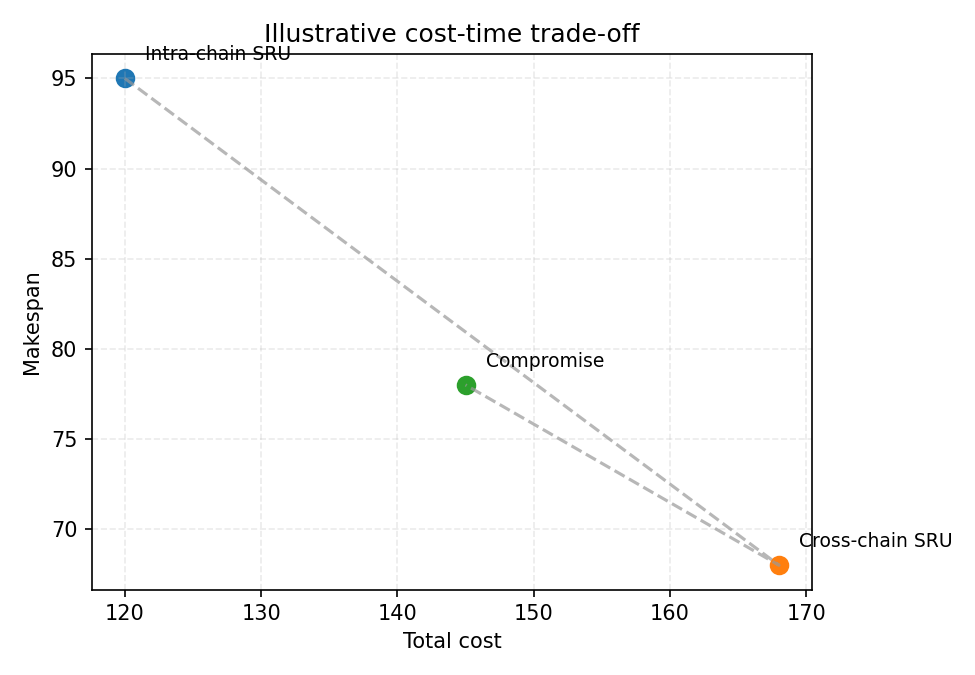 Illustrative cost-time trade-off
Intra-chain SRU
95
90
85
80
75
70
Makespan
Compromise
Cross-chain SRU
120 130 140 150 160 170
Total cost